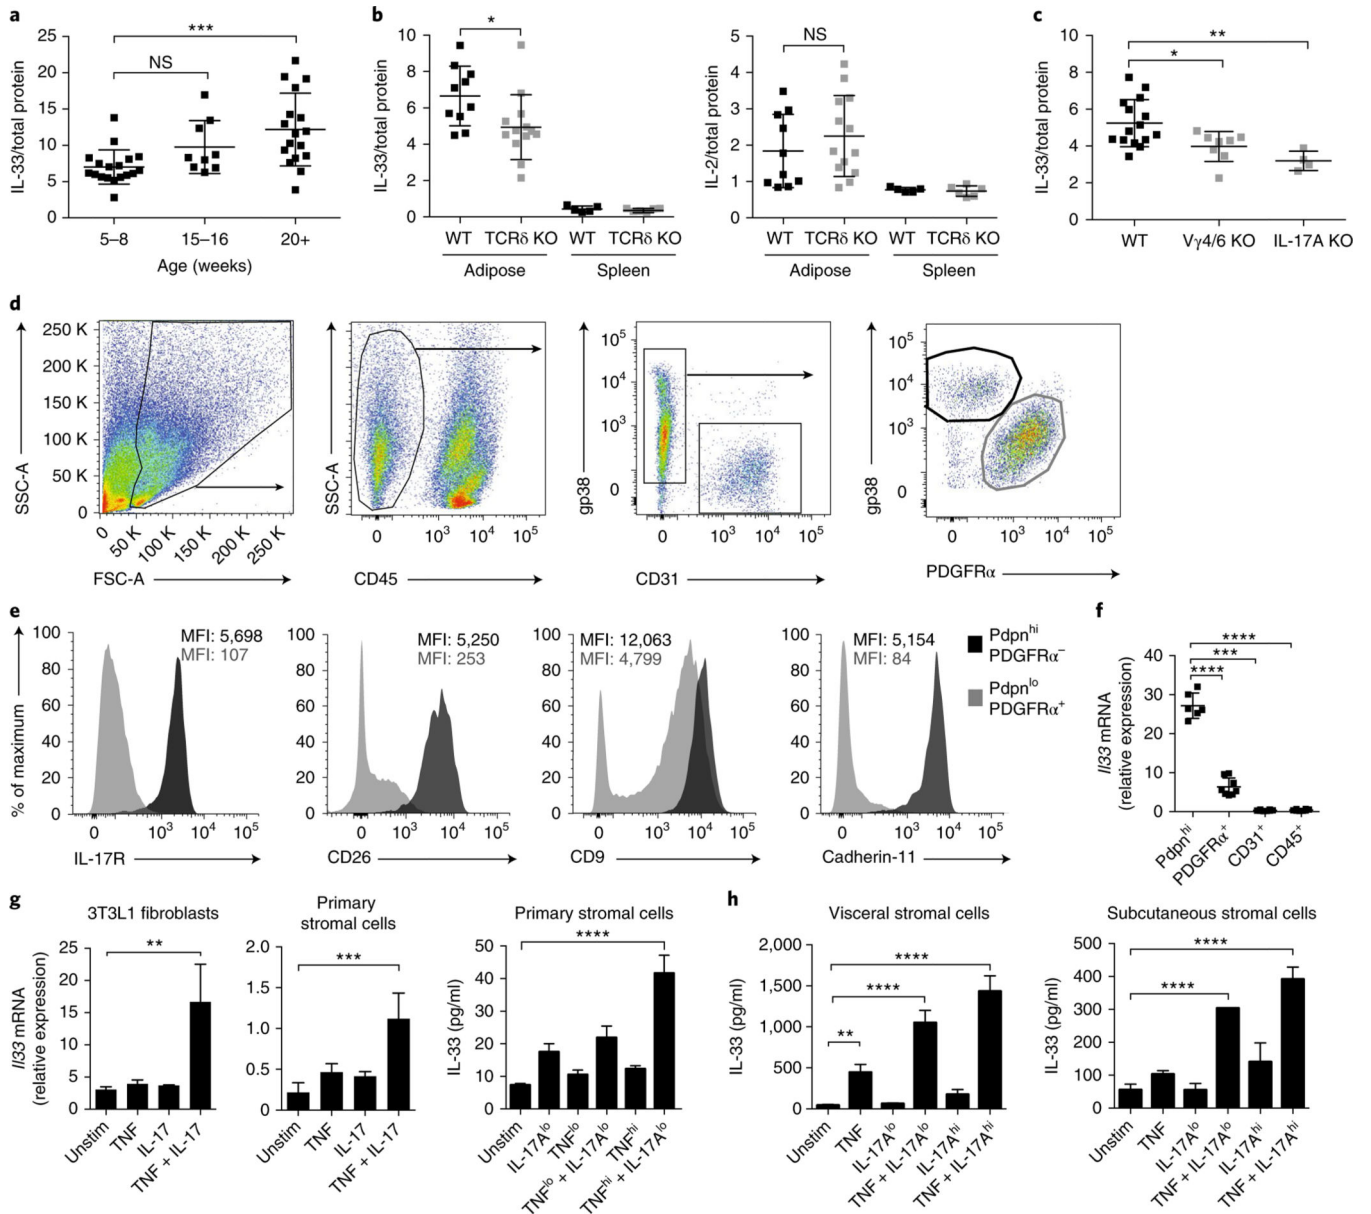 a
***
NS
IL-33/total protein
25
20
15
10
5
0
5–8
15–16
20+
Age (weeks)
b
*
IL-33/total protein
10
8
6
4
2
0
WT
TCRδ KO
WT
TCRδ KO
Adipose
Spleen
NS
IL-2/total protein
5
4
3
2
1
0
WT
TCRδ KO
WT
TCRδ KO
Adipose
Spleen
c
**
*
IL-33/total protein
10
8
6
4
2
0
WT
Vγ4/6 KO
IL-17A KO
d
SSC-A
250 K
200 K
150 K
100 K
50 K
0
0
50 K
100 K
150 K
200 K
250 K
FSC-A
SSC-A
0
10³
10⁴
10⁵
CD45
gp38
10⁵
10⁴
10³
0
0
10³
10⁴
10⁵
CD31
gp38
10⁵
10⁴
10³
0
0
10³
10⁴
10⁵
PDGFRα
e
% of maximum
100
80
60
40
20
0
MFI: 5,698
MFI: 107
0
10³
10⁴
10⁵
IL-17R
100
80
60
40
20
0
MFI: 5,250
MFI: 253
0
10³
10⁴
10⁵
CD26
100
80
60
40
20
0
MFI: 12,063
MFI: 4,799
0
10³
10⁴
10⁵
CD9
100
80
60
40
20
0
MFI: 5,154
MFI: 84
0
10³
10⁴
10⁵
Cadherin-11
Pdpnʰⁱ
PDGFRα⁻
Pdpnˡᵒ
PDGFRα⁺
f
****
***
****
Il33 mRNA
(relative expression)
40
30
20
10
0
Pdpnʰⁱ
PDGFRα⁺
CD31⁺
CD45⁺
g
3T3L1 fibroblasts
**
Il33 mRNA
(relative expression)
25
20
15
10
5
0
Unstim
TNF
IL-17
TNF + IL-17
Primary
stromal cells
***
2.0
1.5
1.0
0.5
0
Unstim
TNF
IL-17
TNF + IL-17
Primary stromal cells
****
IL-33 (pg/ml)
50
40
30
20
10
0
Unstim
IL-17Aˡᵒ
TNFˡᵒ
TNFˡᵒ + IL-17Aˡᵒ
TNFʰⁱ
TNFʰⁱ + IL-17Aˡᵒ
h
Visceral stromal cells
****
****
**
IL-33 (pg/ml)
2,000
1,500
1,000
500
0
Unstim
TNF
IL-17Aˡᵒ
TNF + IL-17Aˡᵒ
IL-17Aʰⁱ
TNF + IL-17Aʰⁱ
Subcutaneous stromal cells
****
****
IL-33 (pg/ml)
500
400
300
200
100
0
Unstim
TNF
IL-17Aˡᵒ
TNF + IL-17Aˡᵒ
IL-17Aʰⁱ
TNF + IL-17Aʰⁱ